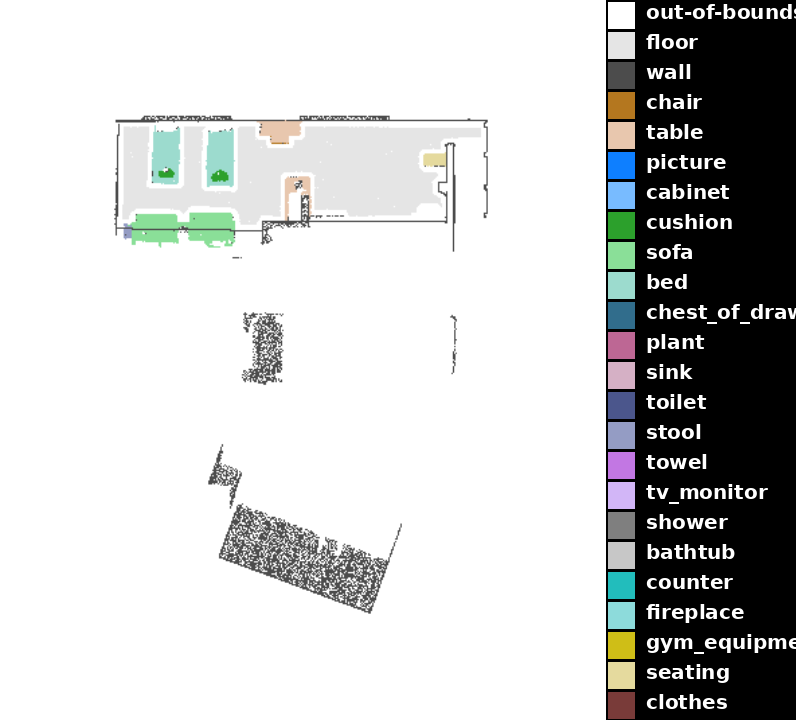 out-of-bounds
floor
wall
chair
table
picture
cabinet
cushion
sofa
bed
chest_of_draw
plant
sink
toilet
stool
towel
tv_monitor
shower
bathtub
counter
fireplace
gym_equipme
seating
clothes